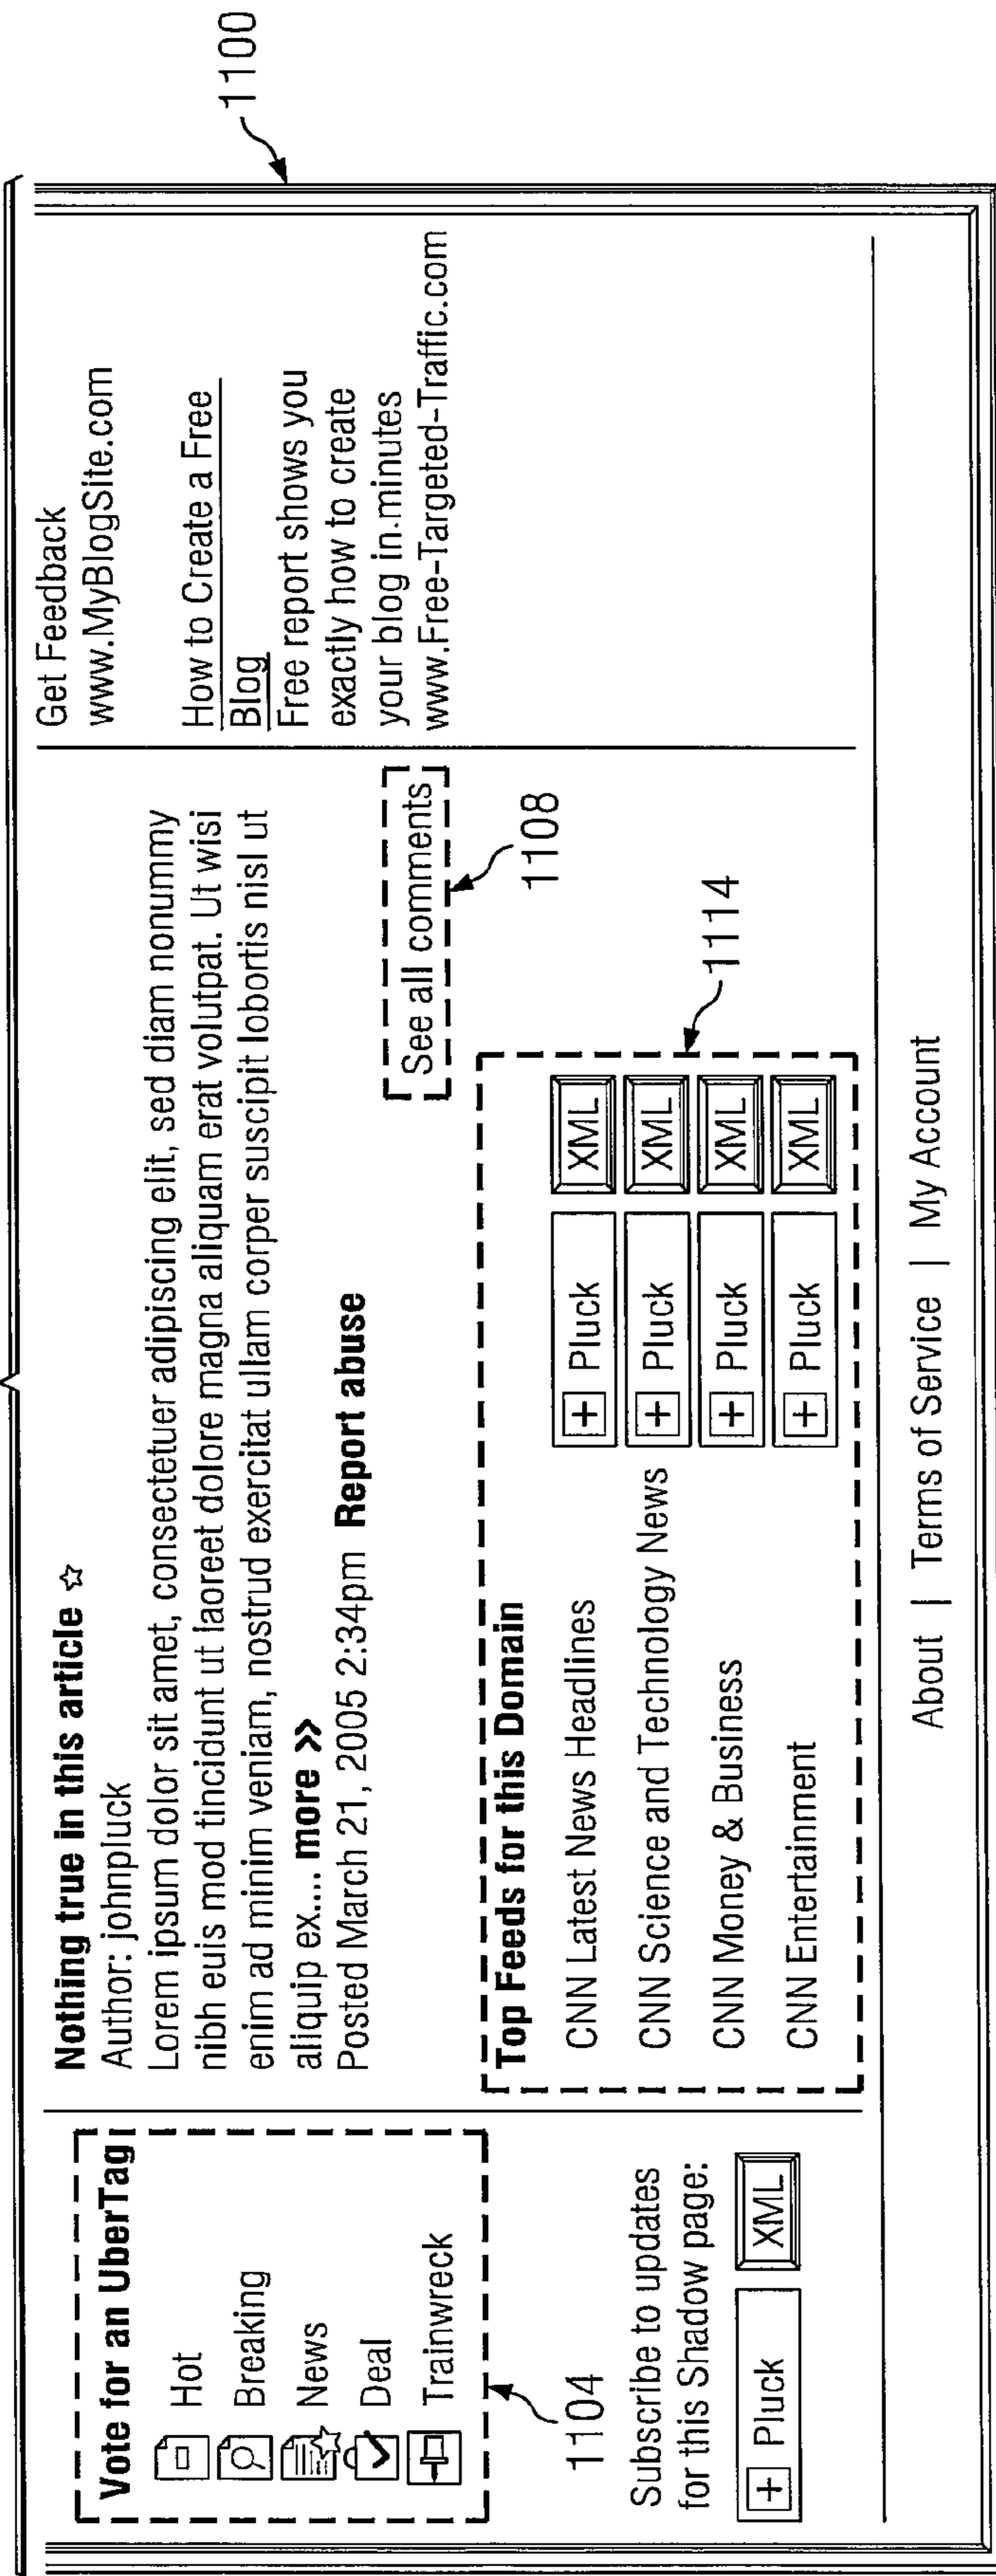 Vote for an UberTag
Hot
Breaking
News
Deal
Trainwreck
1104
Subscribe to updates
for this Shadow page:
+ Pluck XML
Nothing true in this article ☆
Author: johnpluck
Lorem ipsum dolor sit amet, consectetuer adipiscing elit, sed diam nonummy
nibh euis mod tincidunt ut laoreet dolore magna aliquam erat volutpat. Ut wisi
enim ad minim veniam, nostrud exercitat ullam corper suscipit lobortis nisl ut
aliquip ex.... more >>
Posted March 21, 2005 2:34pm Report abuse
See all comments
1108
Top Feeds for this Domain
CNN Latest News Headlines + Pluck XML
CNN Science and Technology News + Pluck XML
CNN Money & Business + Pluck XML
CNN Entertainment + Pluck XML
1114
Get Feedback
www.MyBlogSite.com
How to Create a Free
Blog
Free report shows you
exactly how to create
your blog in.minutes
www.Free-Targeted-Traffic.com
1100
About | Terms of Service | My Account